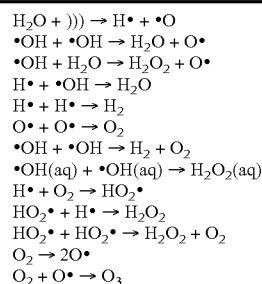 H₂O + ))) → H• + •O
•OH + •OH → H₂O + O•
•OH + H₂O → H₂O₂ + O•
H• + •OH → H₂O
H• + H• → H₂
O• + O• → O₂
•OH + •OH → H₂ + O₂
•OH(aq) + •OH(aq) → H₂O₂(aq)
H• + O₂ → HO₂•
HO₂• + H• → H₂O₂
HO₂• + HO₂• → H₂O₂ + O₂
O₂ → 2O•
O₂ + O• → O₃